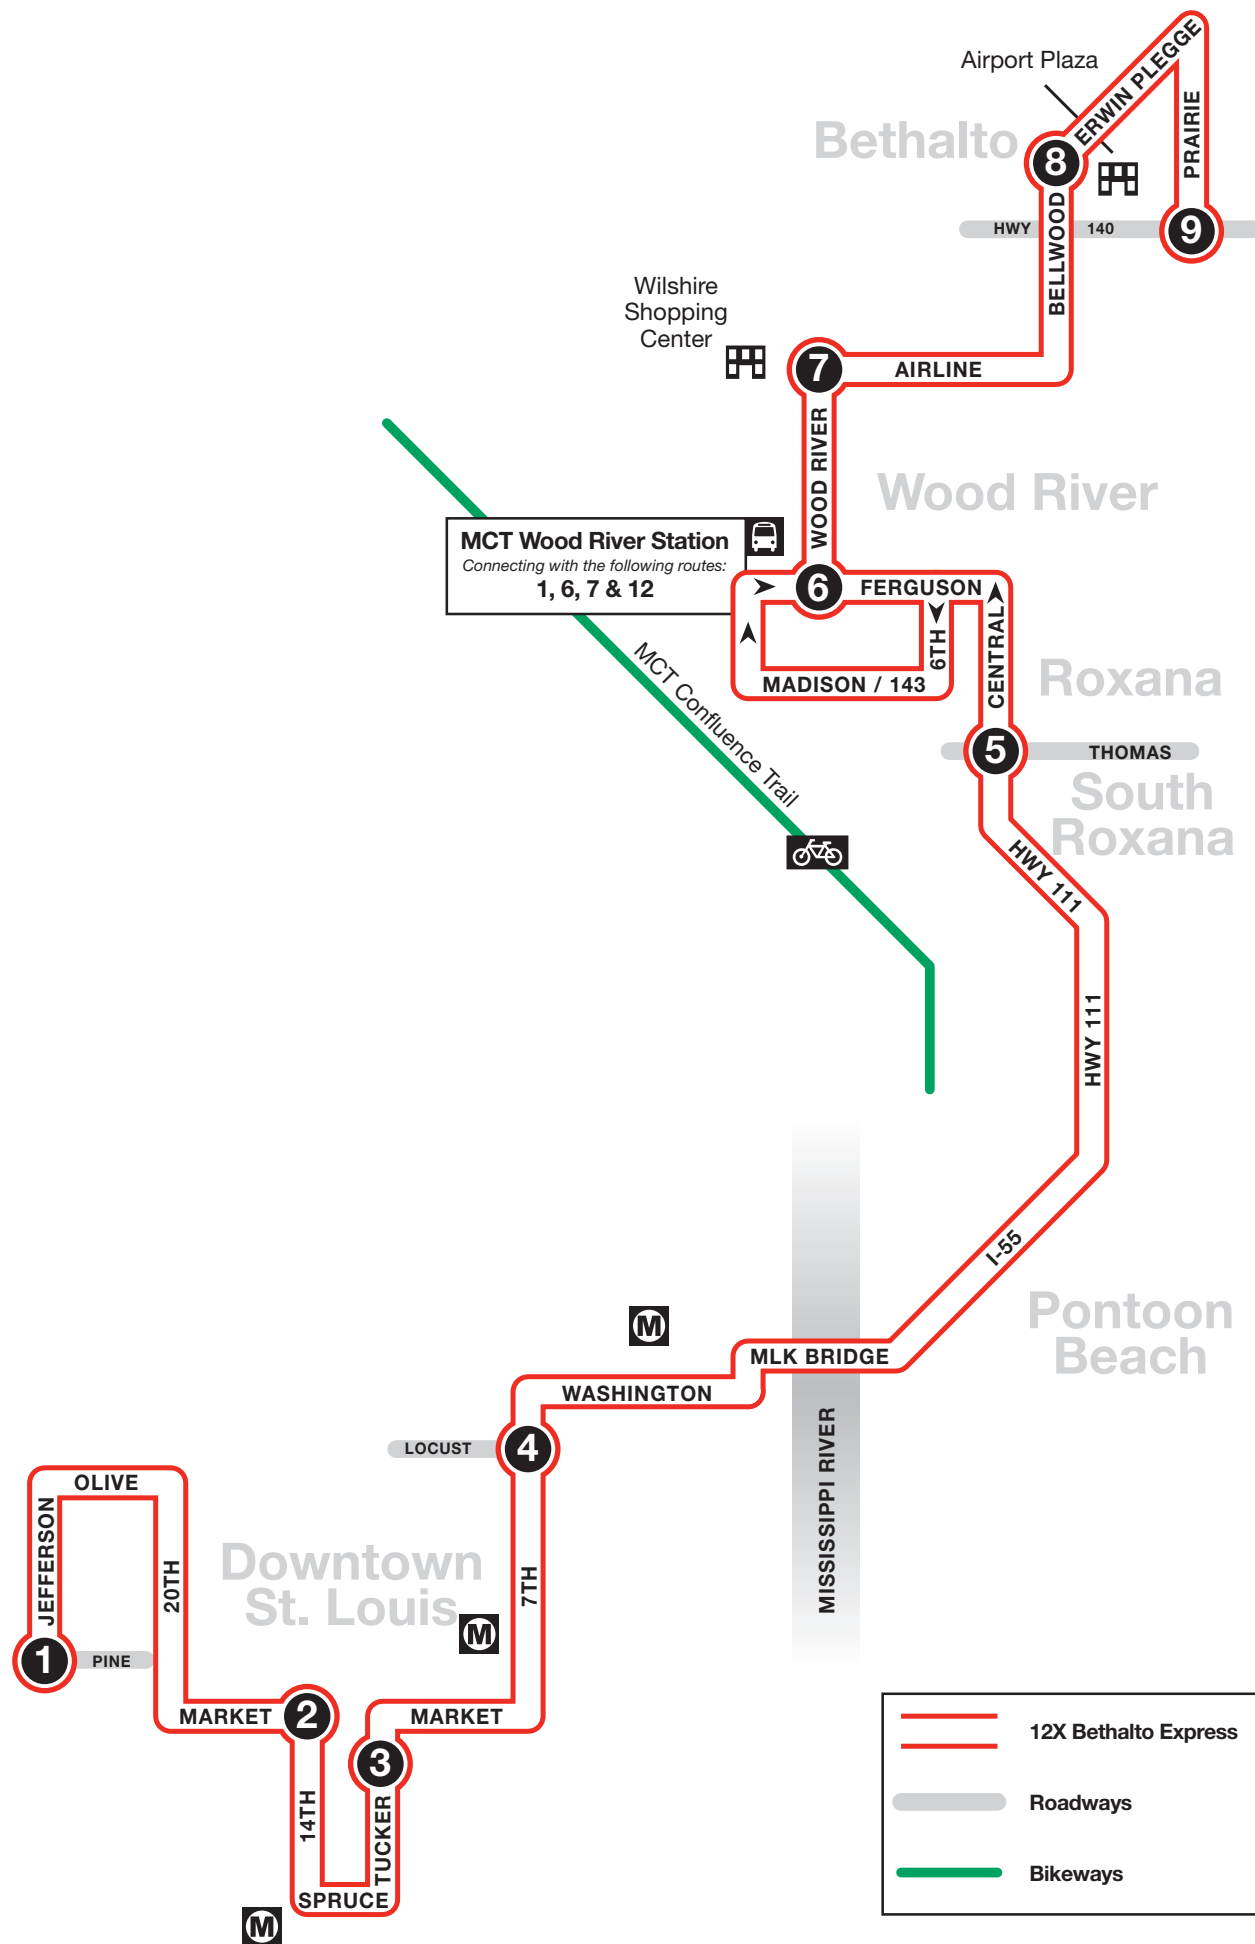 Airport Plaza
ERWIN PLEGGE
PRAIRIE
Bethalto
8
BELLWOOD
HWY
140
9
Wilshire
Shopping
Center
7
AIRLINE
WOOD RIVER
Wood River
MCT Wood River Station
Connecting with the following routes:
1, 6, 7 & 12
6
FERGUSON
6TH
CENTRAL
MADISON / 143
Roxana
MCT Confluence Trail
5
THOMAS
South
Roxana
HWY 111
HWY 111
I-55
Pontoon
Beach
M
MLK BRIDGE
WASHINGTON
MISSISSIPPI RIVER
LOCUST
4
OLIVE
JEFFERSON
20TH
7TH
Downtown
St. Louis
M
1
PINE
MARKET
2
MARKET
3
14TH
TUCKER
SPRUCE
M
12X Bethalto Express
Roadways
Bikeways